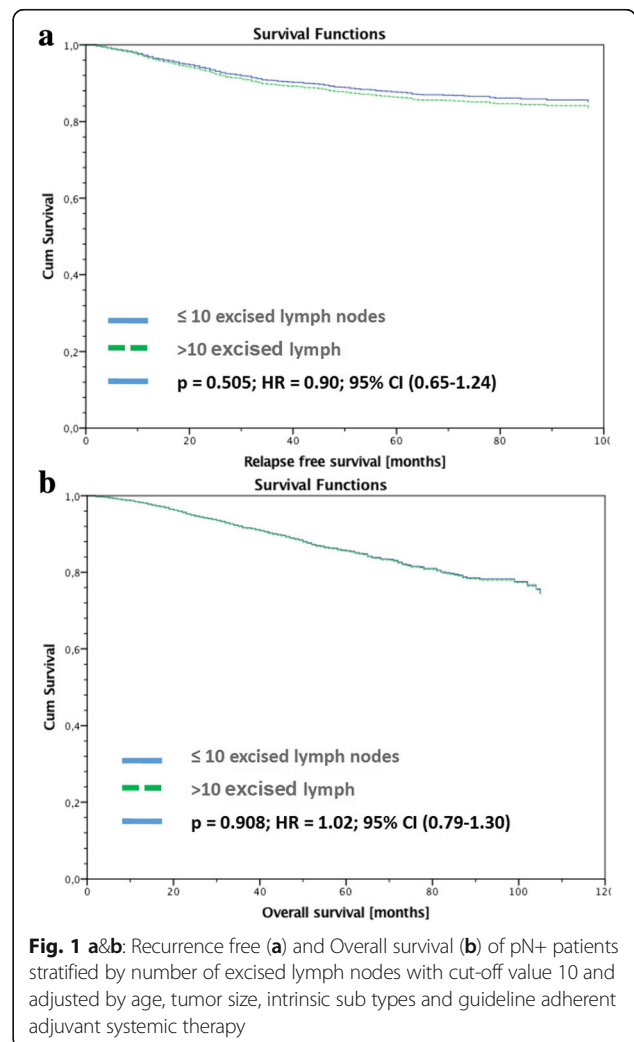 a
Survival Functions
1,0
0,8
0,6
0,4
0,2
0,0
Cum Survival
≤ 10 excised lymph nodes
>10 excised lymph
p = 0.505; HR = 0.90; 95% CI (0.65-1.24)
0 20 40 60 80 100
Relapse free survival [months]
b
Survival Functions
1,0
0,8
0,6
0,4
0,2
0,0
Cum Survival
≤ 10 excised lymph nodes
>10 excised lymph
p = 0.908; HR = 1.02; 95% CI (0.79-1.30)
0 20 40 60 80 100 120
Overall survival [months]
Fig. 1 a&b: Recurrence free (a) and Overall survival (b) of pN+ patients
stratified by number of excised lymph nodes with cut-off value 10 and
adjusted by age, tumor size, intrinsic sub types and guideline adherent
adjuvant systemic therapy